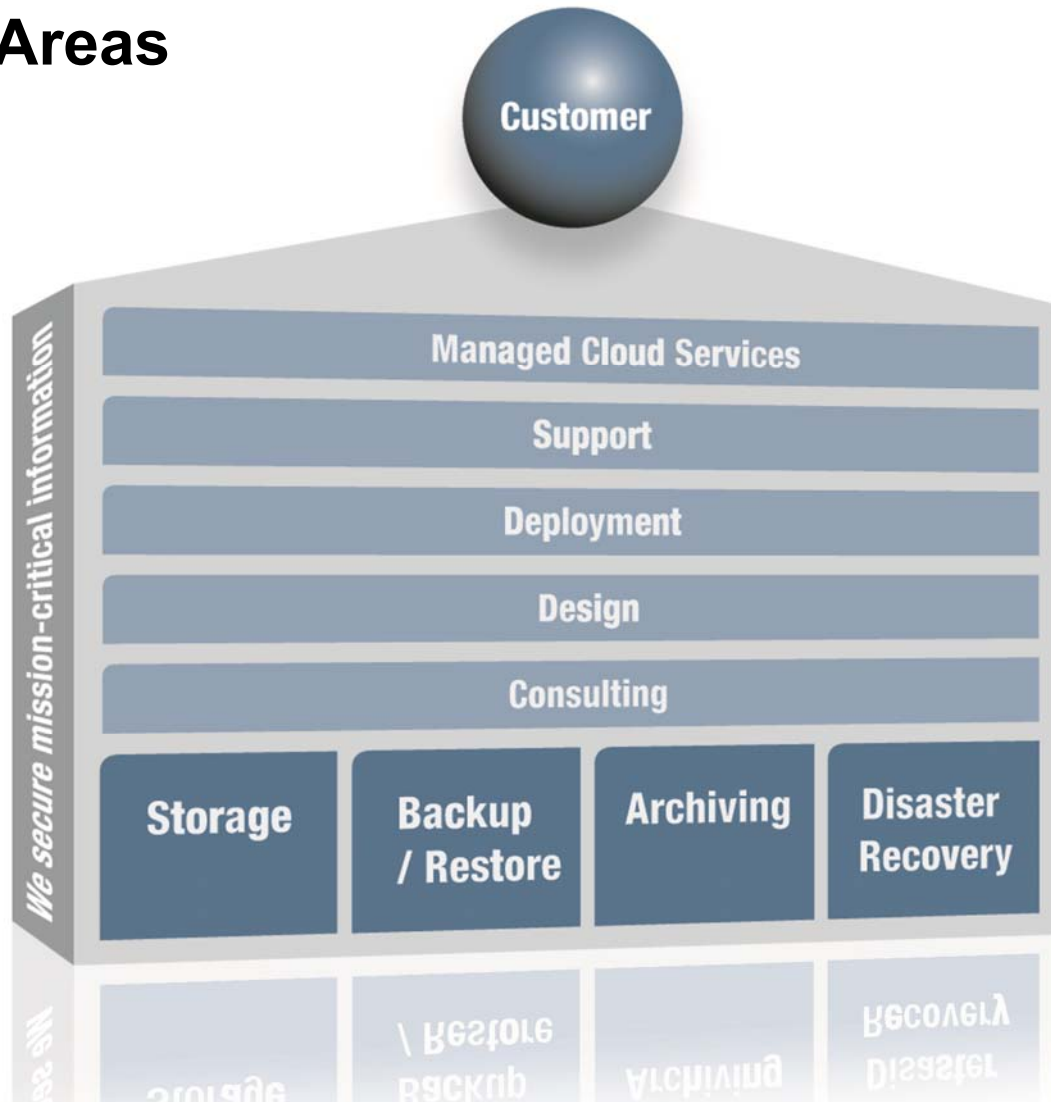 Areas
Customer
We secure mission-critical information
Managed Cloud Services
Support
Deployment
Design
Consulting
Storage
Backup
/ Restore
Archiving
Disaster
Recovery